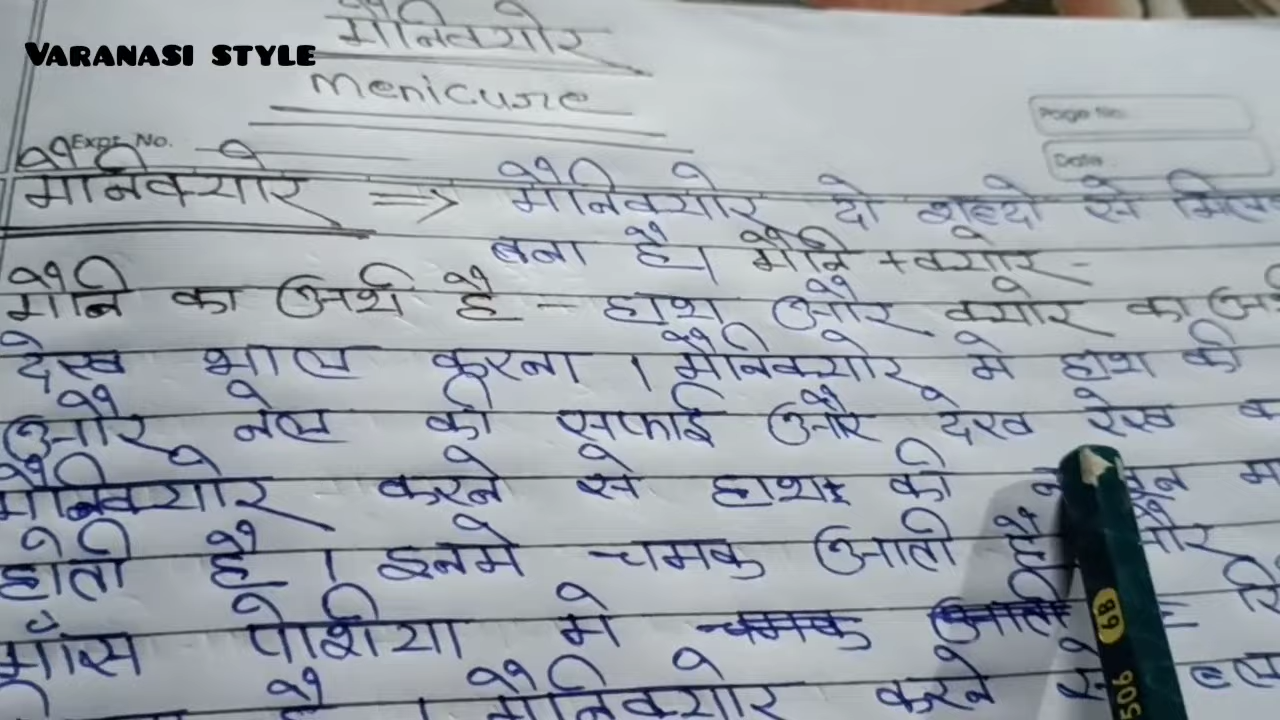 मैनिक्योर
VARANASI STYLE
Menicure
Page No.
Expt. No.
Date
मैनिक्योर => मैनिक्योर दो शब्दो से
बना है। मैनि + क्योर -
मैनि का अर्थ है - हाथ और क्योर का
देख भाल करना । मैनिक्योर मे हाथ की
और नेल की सफाई और देख रेख
मैनिक्योर करने से हाथ की
होती है । इनमे चमक आती है
माँस पेशिया मे
है । मैनिक्योर करने से
6B
506